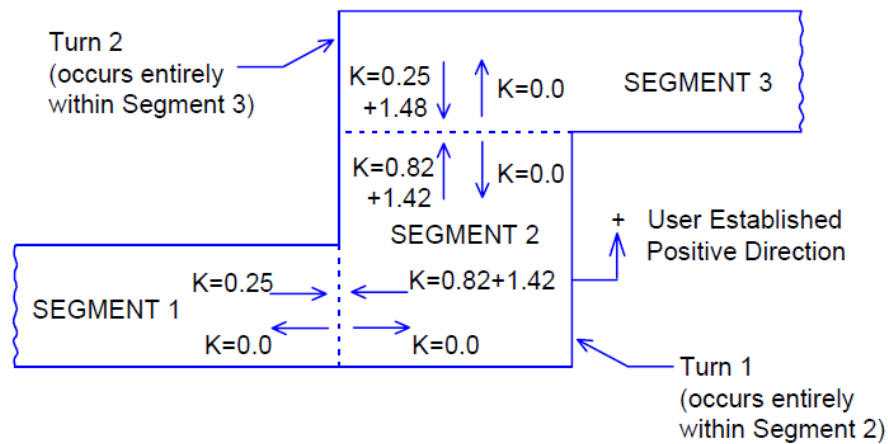 Turn 2
(occurs entirely
within Segment 3)
K=0.25
+1.48
K=0.0
SEGMENT 3
K=0.82
+1.42
K=0.0
SEGMENT 2
+ User Established
Positive Direction
K=0.25
K=0.82+1.42
SEGMENT 1
K=0.0
K=0.0
Turn 1
(occurs entirely
within Segment 2)